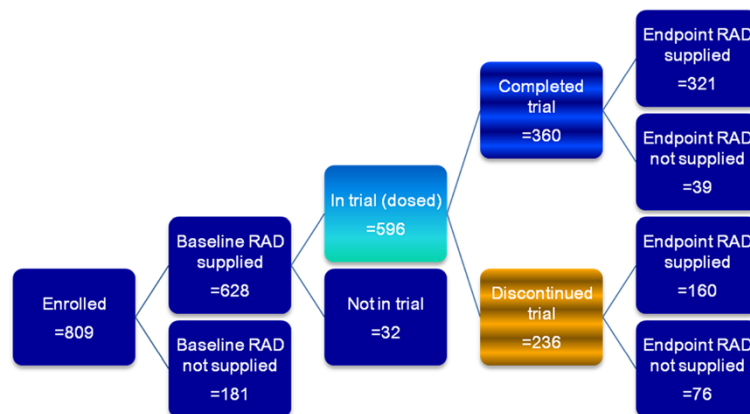 Enrolled
=809
Baseline RAD
supplied
=628
Baseline RAD
not supplied
=181
In trial (dosed)
=596
Not in trial
=32
Completed
trial
=360
Discontinued
trial
=236
Endpoint RAD
supplied
=321
Endpoint RAD
not supplied
=39
Endpoint RAD
supplied
=160
Endpoint RAD
not supplied
=76